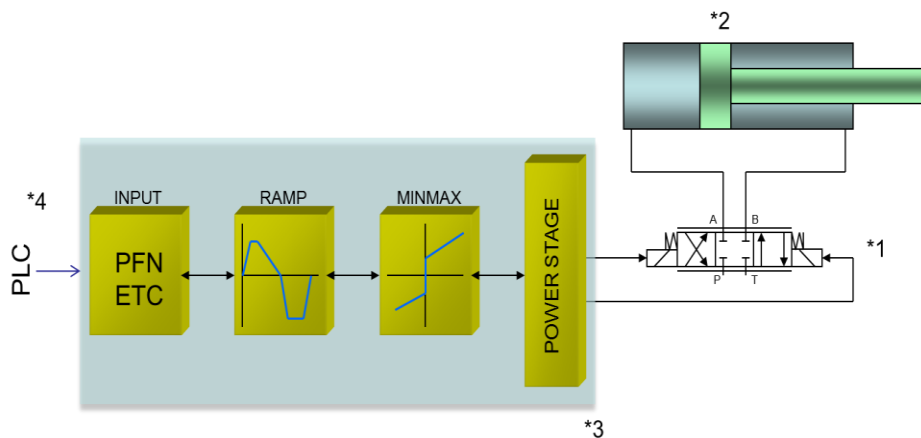 *2
*4
INPUT
RAMP
MINMAX
PLC
PFN
ETC
POWER STAGE
A
B
P
T
*1
*3